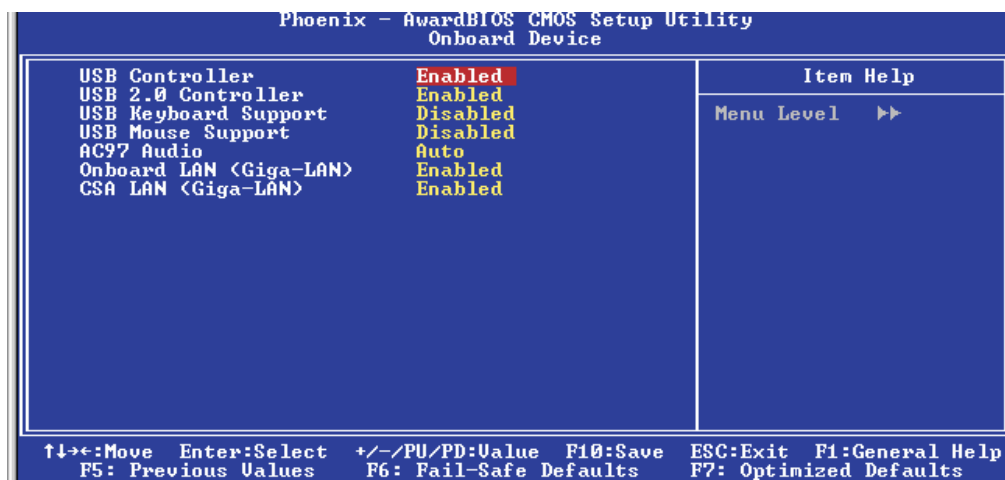 Phoenix - AwardBIOS CMOS Setup Utility
Onboard Device
USB Controller Enabled
USB 2.0 Controller Enabled
USB Keyboard Support Disabled
USB Mouse Support Disabled
AC97 Audio Auto
Onboard LAN (Giga-LAN) Enabled
CSA LAN (Giga-LAN) Enabled
Item Help
Menu Level ▶▶
↑↓→←:Move Enter:Select +/-/PU/PD:Value F10:Save ESC:Exit F1:General Help
F5: Previous Values F6: Fail-Safe Defaults F7: Optimized Defaults